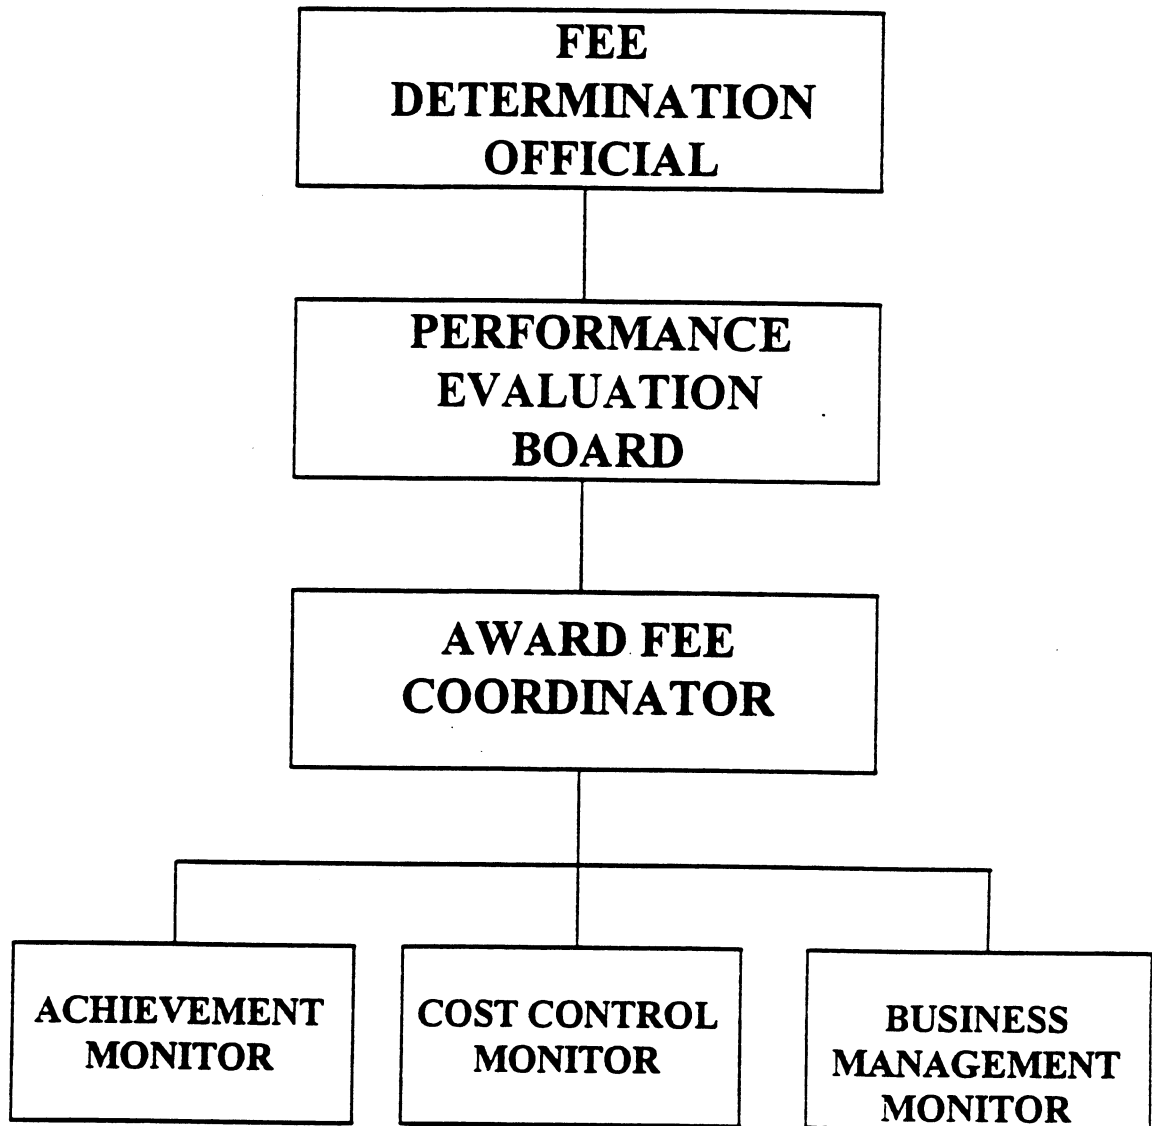 FEE
DETERMINATION
OFFICIAL
PERFORMANCE
EVALUATION
BOARD
AWARD FEE
COORDINATOR
ACHIEVEMENT
MONITOR
COST CONTROL
MONITOR
BUSINESS
MANAGEMENT
MONITOR